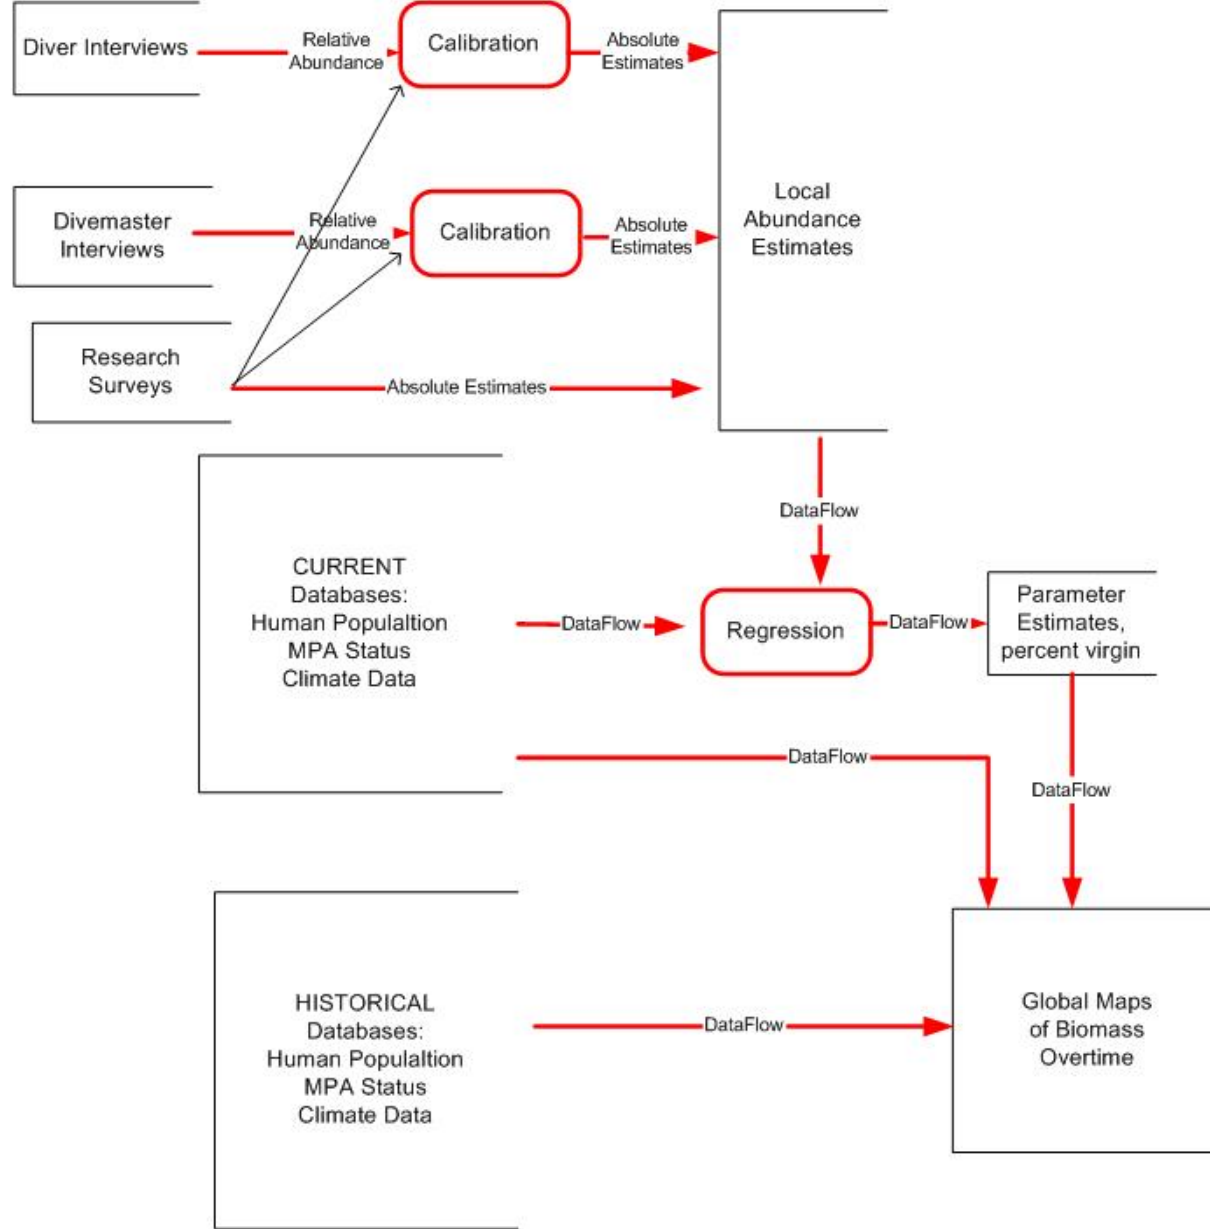 Diver Interviews
Relative
Abundance
Calibration
Absolute
Estimates
Divemaster
Interviews
Relative
Abundance
Calibration
Absolute
Estimates
Local
Abundance
Estimates
Research
Surveys
Absolute Estimates
DataFlow
CURRENT
Databases:
Human Populaltion
MPA Status
Climate Data
DataFlow
Regression
DataFlow
Parameter
Estimates,
percent virgin
DataFlow
DataFlow
HISTORICAL
Databases:
Human Populaltion
MPA Status
Climate Data
DataFlow
Global Maps
of Biomass
Overtime